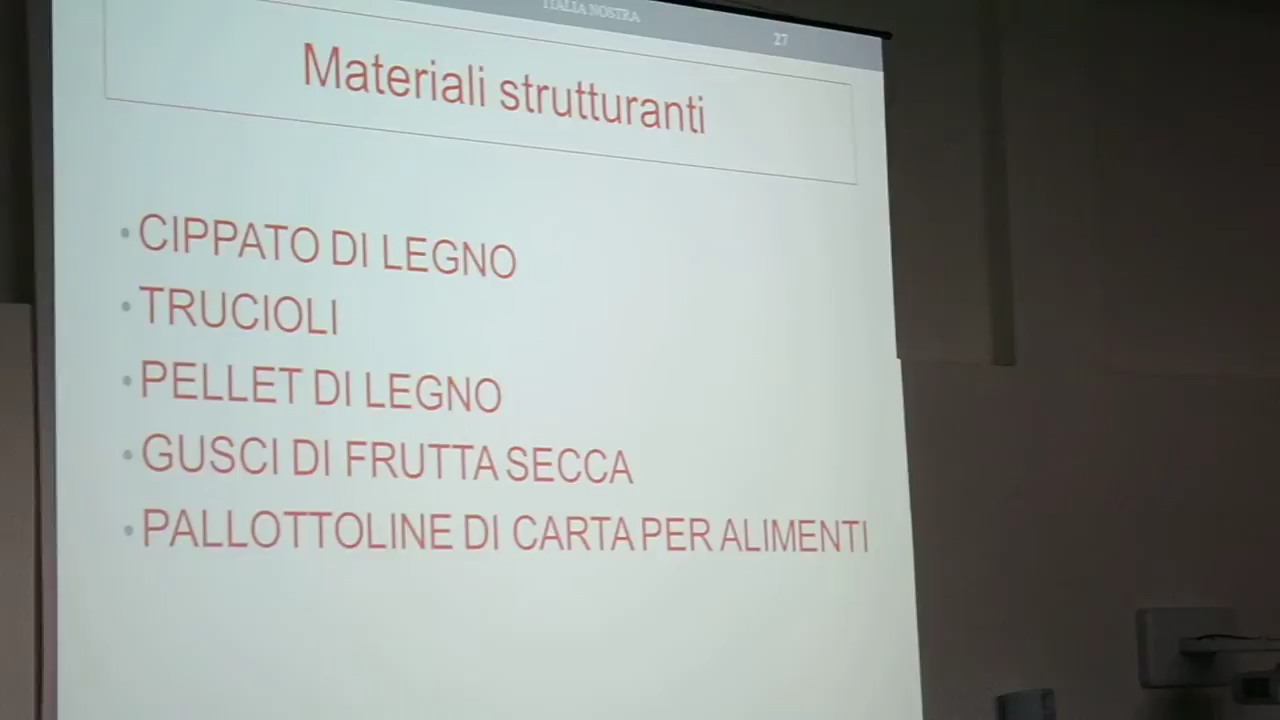 ITALIA NOSTRA
27
Materiali strutturanti
• CIPPATO DI LEGNO
• TRUCIOLI
• PELLET DI LEGNO
• GUSCI DI FRUTTA SECCA
• PALLOTTOLINE DI CARTA PER ALIMENTI